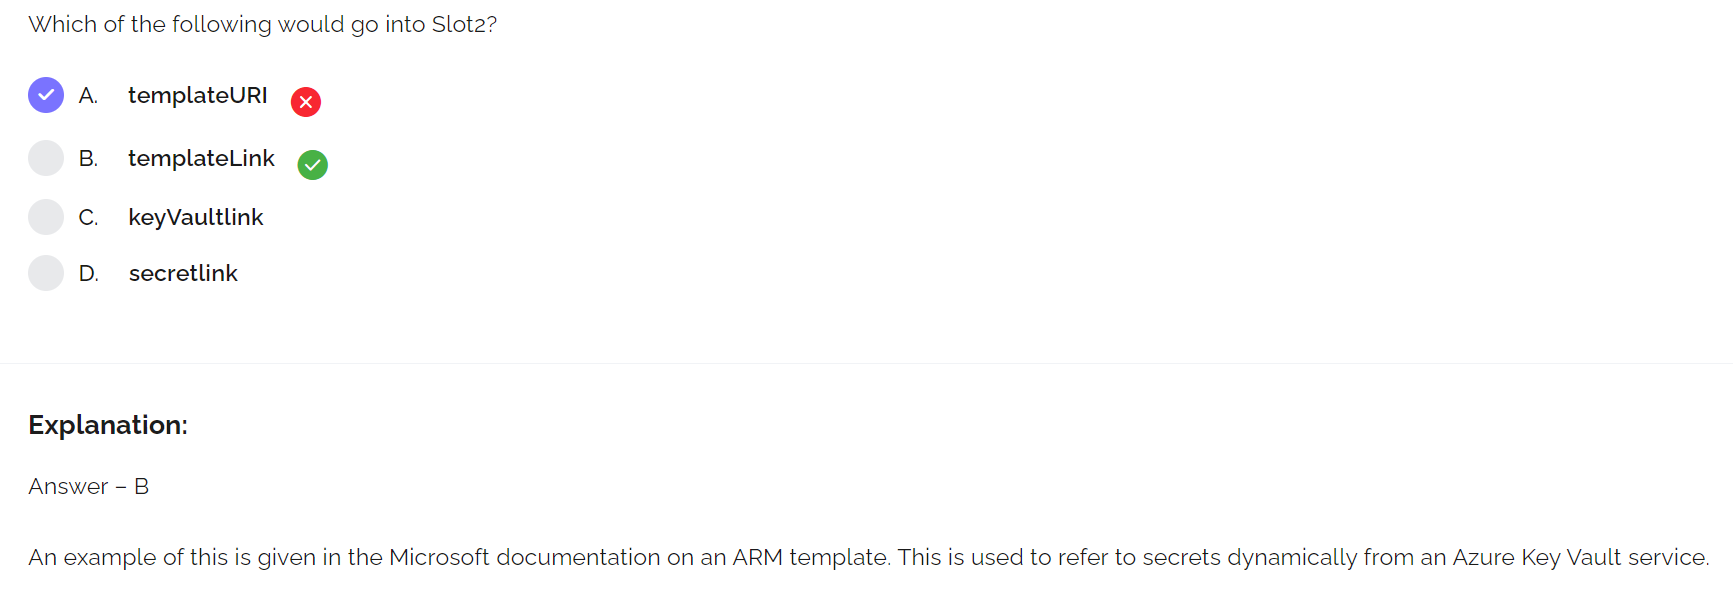 Which of the following would go into Slot2?
A. templateURI
B. templateLink
C. keyVaultlink
D. secretlink
Explanation:
Answer – B
An example of this is given in the Microsoft documentation on an ARM template. This is used to refer to secrets dynamically from an Azure Key Vault service.